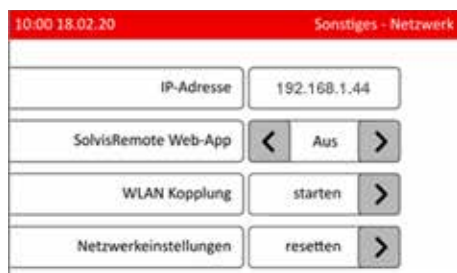 10:00 18.02.20 Sonstiges - Netzwerk
IP-Adresse 192.168.1.44
SolvisRemote Web-App Aus
WLAN Kopplung starten
Netzwerkeinstellungen resetten